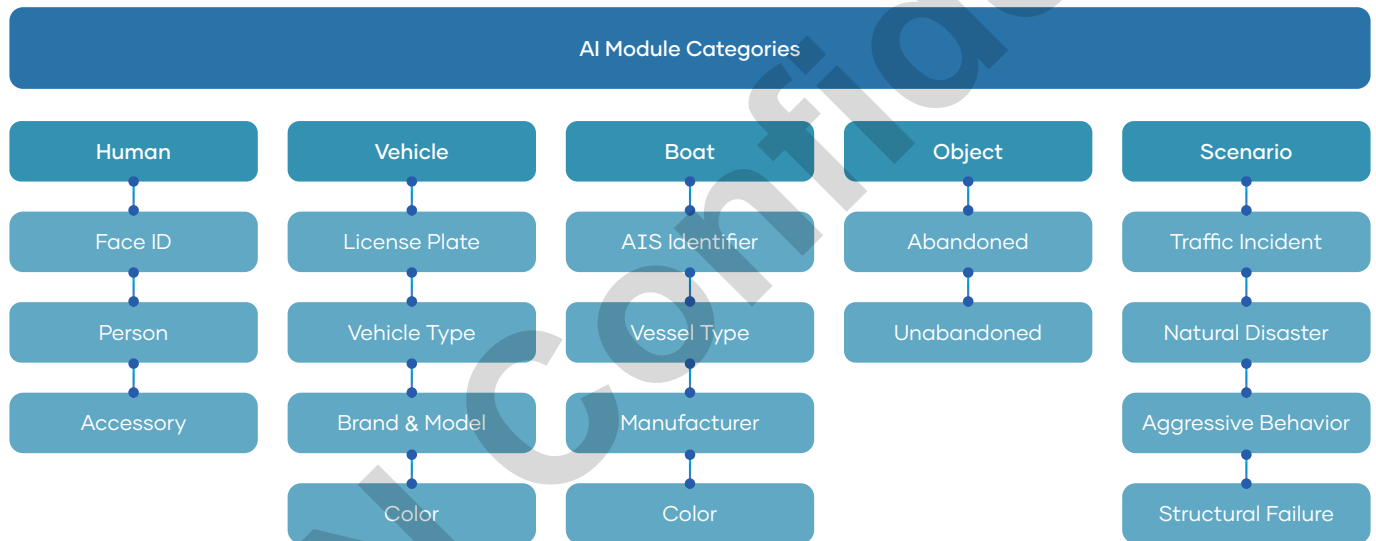 AI Module Categories
Human
Vehicle
Boat
Object
Scenario
Face ID
License Plate
AIS Identifier
Abandoned
Traffic Incident
Person
Vehicle Type
Vessel Type
Unabandoned
Natural Disaster
Accessory
Brand & Model
Manufacturer
Aggressive Behavior
Color
Color
Structural Failure